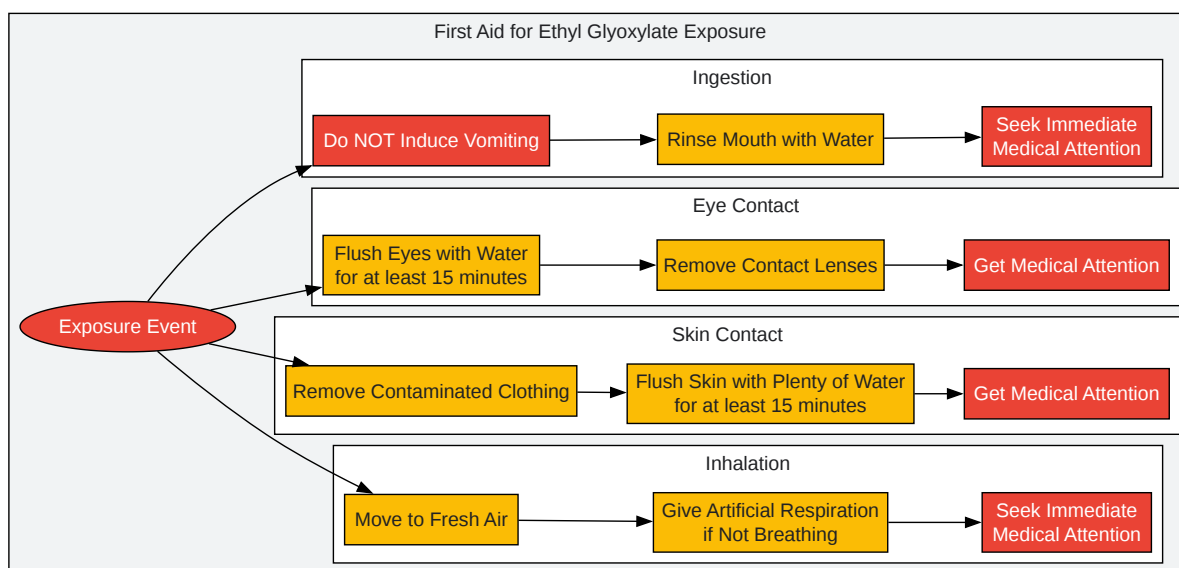 First Aid for Ethyl Glyoxylate Exposure
Ingestion
Do NOT Induce Vomiting
Rinse Mouth with Water
Seek Immediate
Medical Attention
Eye Contact
Flush Eyes with Water
for at least 15 minutes
Remove Contact Lenses
Get Medical Attention
Exposure Event
Skin Contact
Remove Contaminated Clothing
Flush Skin with Plenty of Water
for at least 15 minutes
Get Medical Attention
Inhalation
Move to Fresh Air
Give Artificial Respiration
if Not Breathing
Seek Immediate
Medical Attention